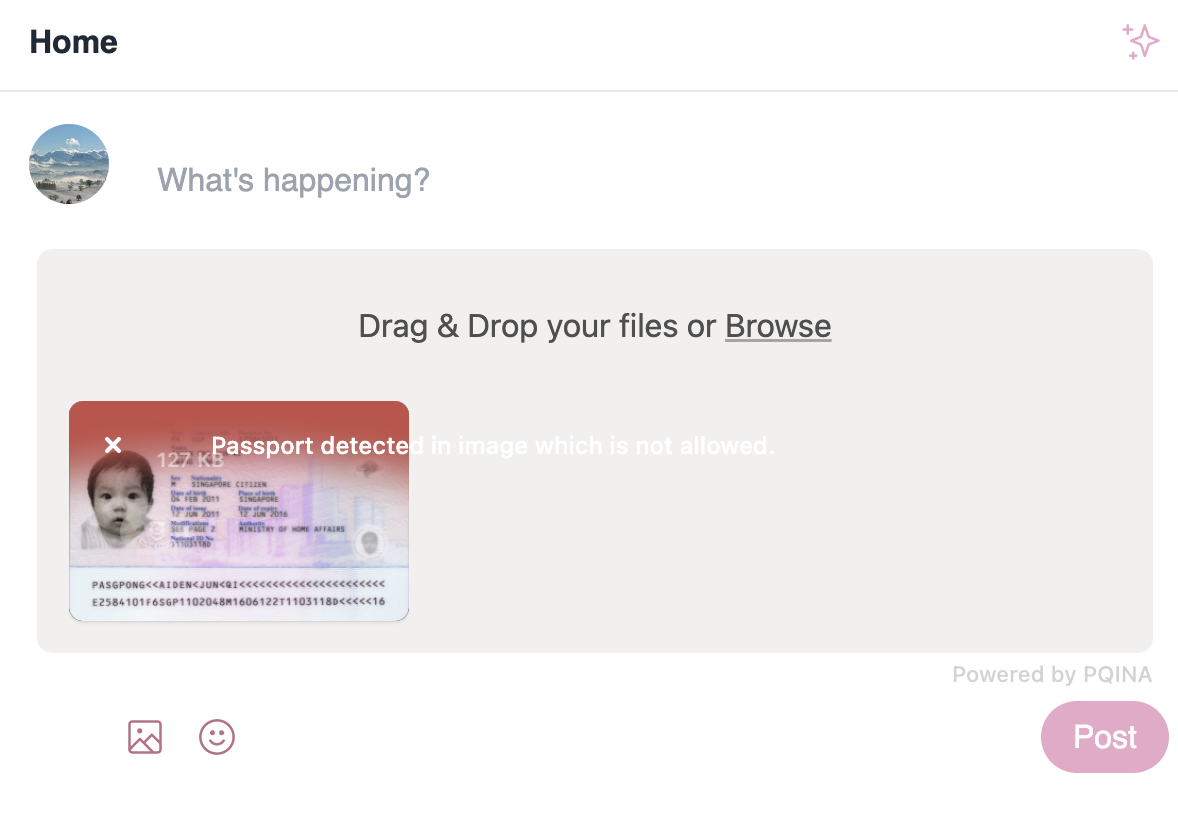 Home
What's happening?
Drag & Drop your files or Browse
Passport detected in image which is not allowed.
127 KB
Sex Nationality
M SINGAPORE CITIZEN
Date of birth Place of birth
04 FEB 2011 SINGAPORE
Date of issue Date of expiry
12 JUN 2011 12 JUN 2016
Modifications Authority
SEE PAGE 2 MINISTRY OF HOME AFFAIRS
National ID No
T1103118D
PASGPONG<<AIDEN<JUN<QI<<<<<<<<<<<<<<<<<<<<<<
E2584101F6SGP1102048M1606122T1103118D<<<<<16
Powered by PQINA
Post